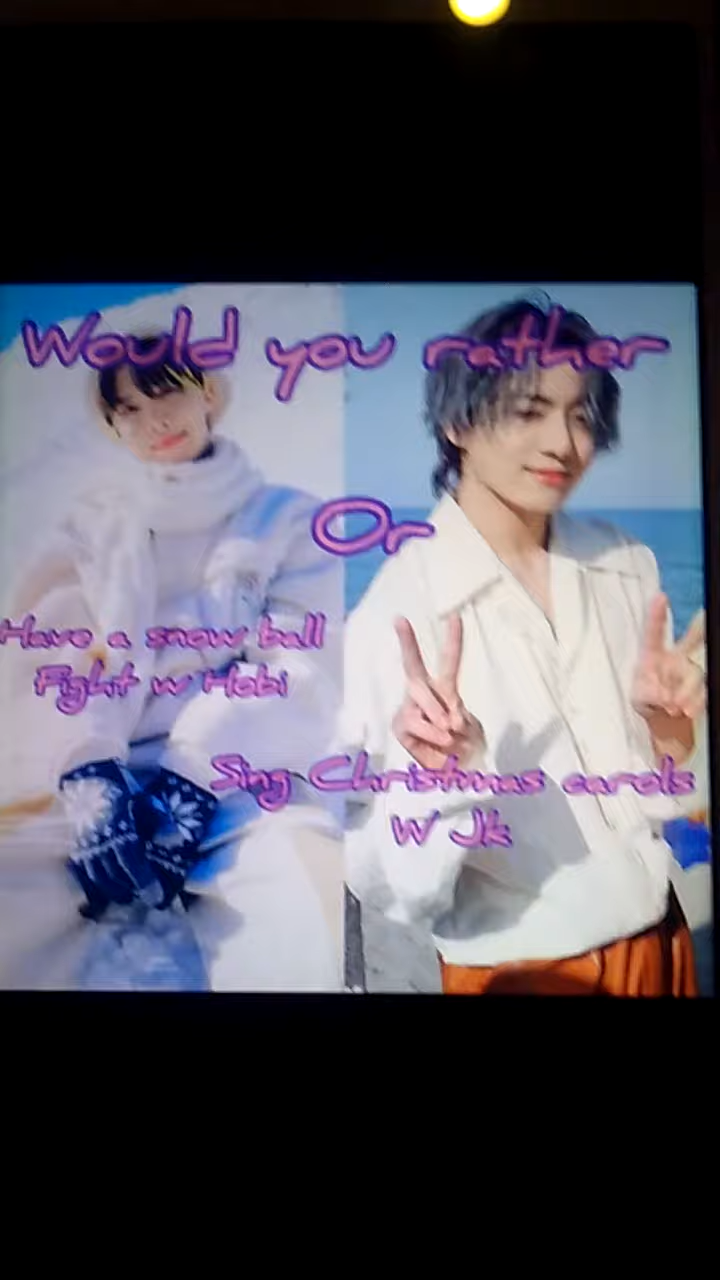 Would you rather
Or
Have a snow ball
Fight w Hobi
Sing Christmas carols
W Jk